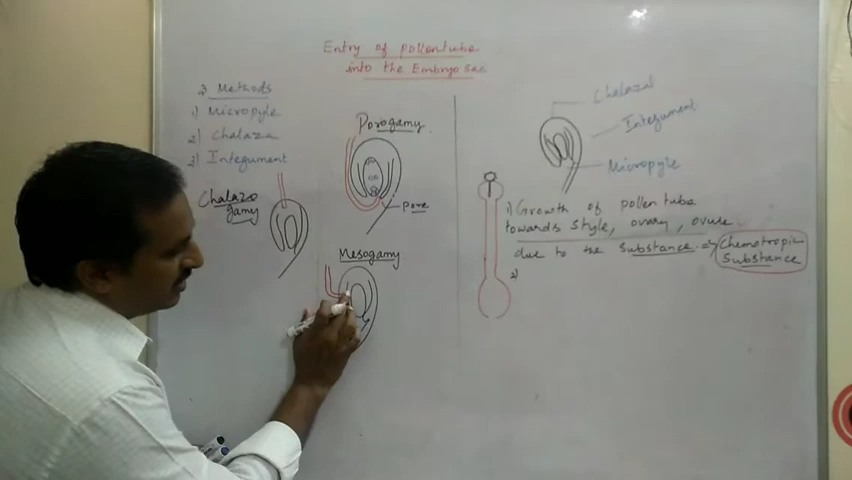 Entry of pollentube
into the Embryo sac
3 Methods
1) Micropyle
2) Chalaza
3) Integument
Chalazo
gamy
Porogamy
pore
Mesogamy
Chalazal
Integument
Micropyle
1) Growth of pollen tube
towards style, ovary, ovule
due to the substance → Chemotropic
Substance
2)